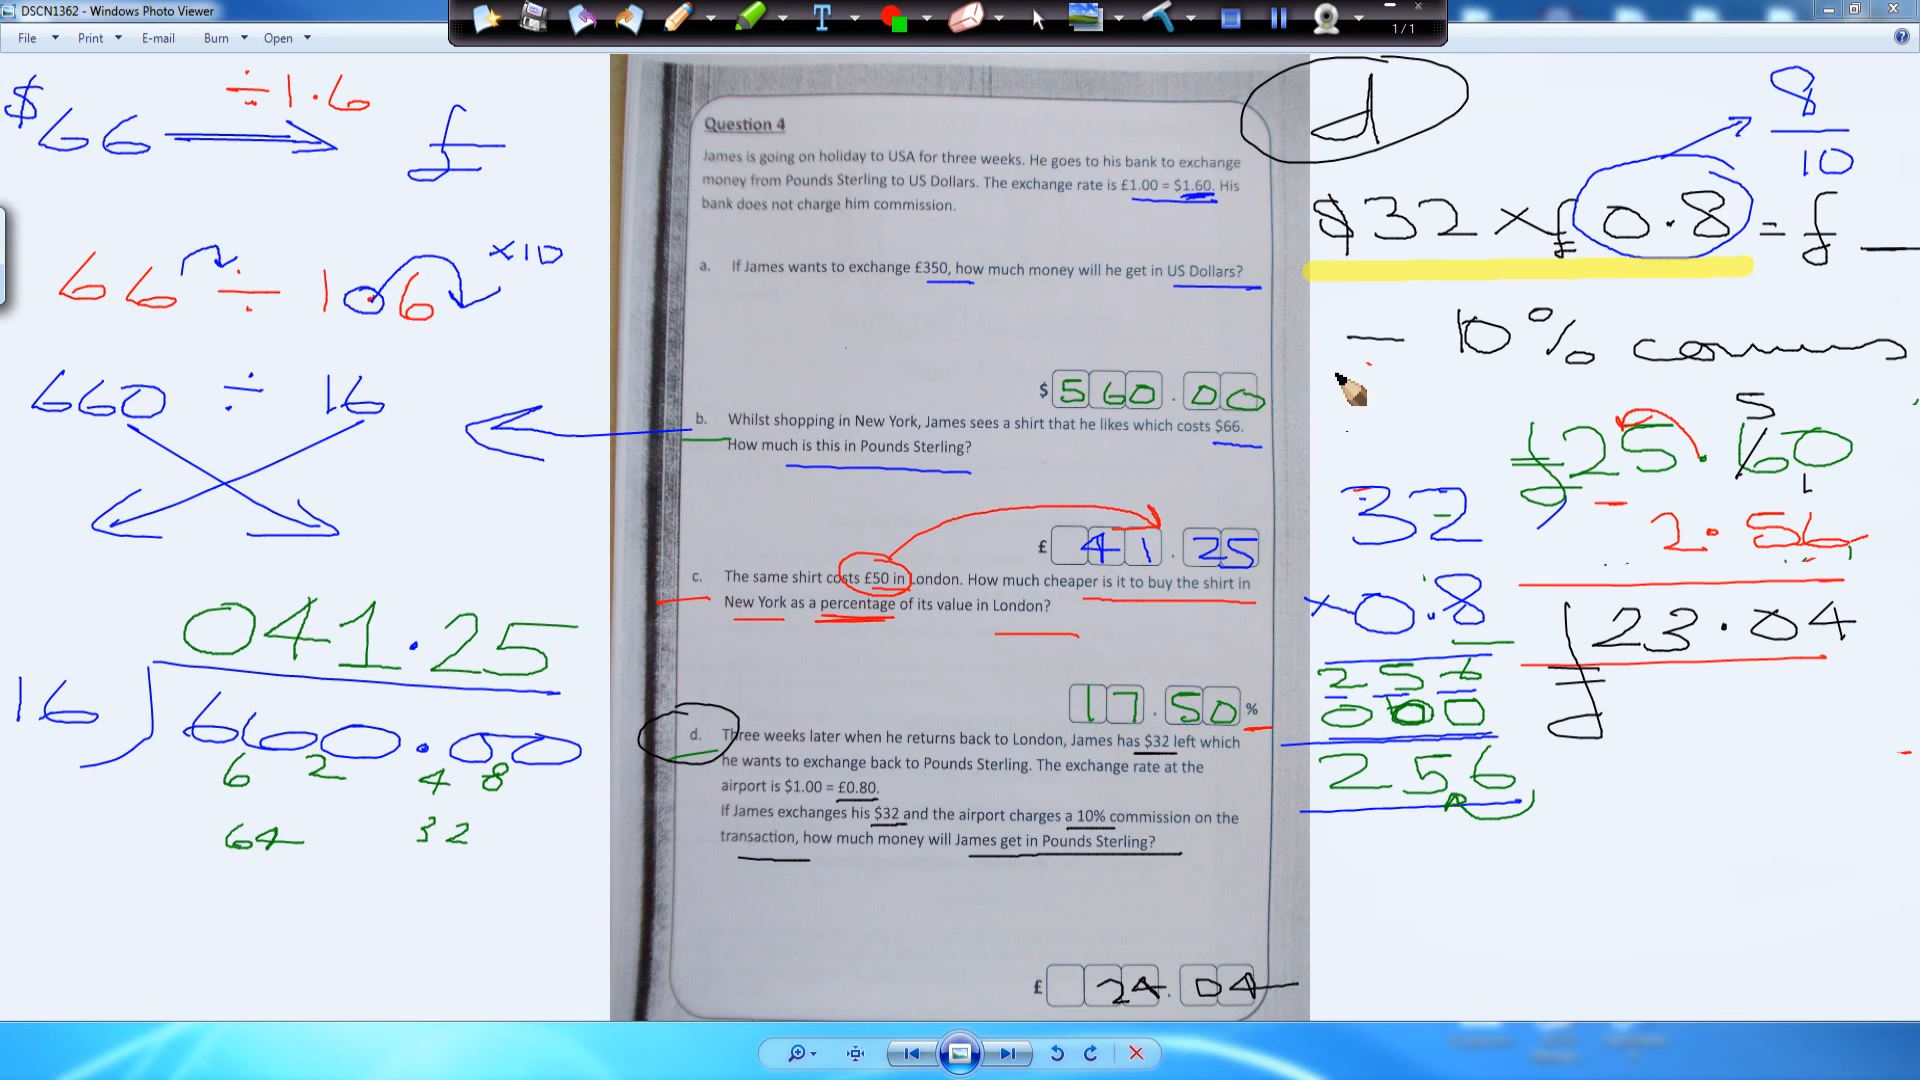 DSCN1362 - Windows Photo Viewer
File Print E-mail Burn Open
1/1
$66 ÷1.6 £
66 ÷ 1.6 ×10
660 ÷ 16
041.25
16 660.00
6 2 4 8
64 32
Question 4
James is going on holiday to USA for three weeks. He goes to his bank to exchange
money from Pounds Sterling to US Dollars. The exchange rate is £1.00 = $1.60. His
bank does not charge him commission.
a. If James wants to exchange £350, how much money will he get in US Dollars?
$ 560.00
b. Whilst shopping in New York, James sees a shirt that he likes which costs $66.
How much is this in Pounds Sterling?
£ 41.25
c. The same shirt costs £50 in London. How much cheaper is it to buy the shirt in
New York as a percentage of its value in London?
17.50 %
d. Three weeks later when he returns back to London, James has $32 left which
he wants to exchange back to Pounds Sterling. The exchange rate at the
airport is $1.00 = £0.80.
If James exchanges his $32 and the airport charges a 10% commission on the
transaction, how much money will James get in Pounds Sterling?
£ 24.04
d
8
10
$32 × £0.8 = £
- 10%
5
£25.60
1
- 2.56
£23.04
32
×0.8
256
000
256